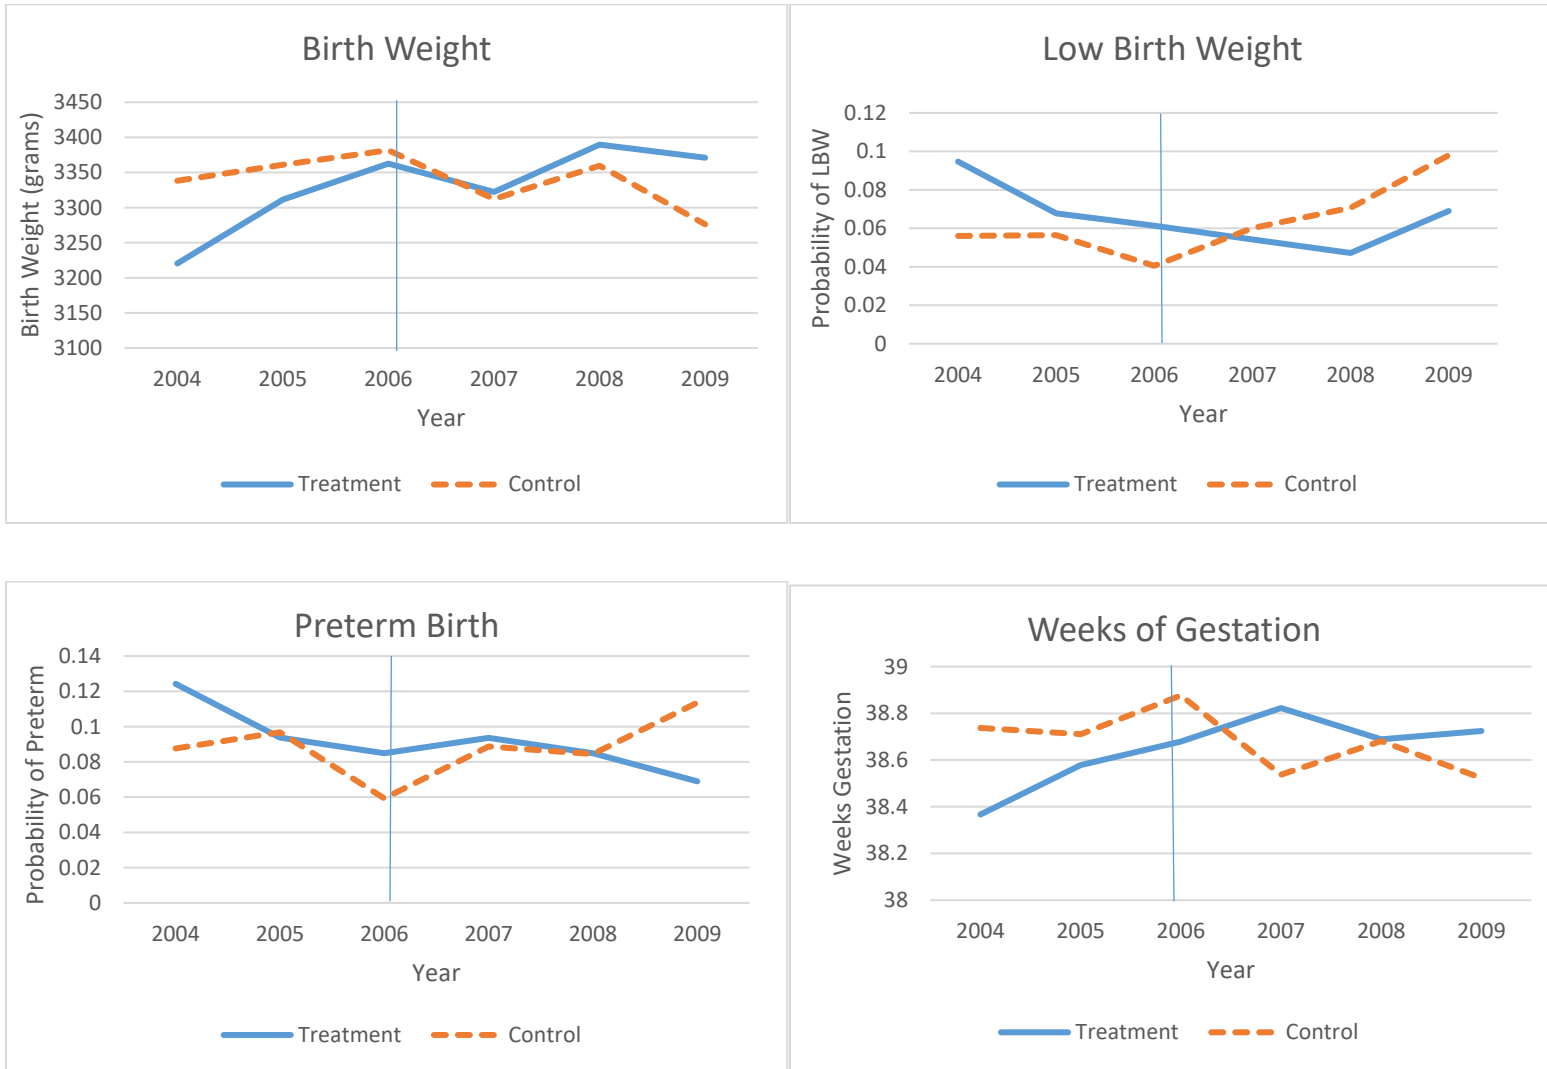 Birth Weight
Birth Weight (grams)
3450
3400
3350
3300
3250
3200
3150
3100
2004 2005 2006 2007 2008 2009
Year
Treatment Control
Low Birth Weight
Probability of LBW
0.12
0.1
0.08
0.06
0.04
0.02
0
2004 2005 2006 2007 2008 2009
Year
Treatment Control
Preterm Birth
Probability of Preterm
0.14
0.12
0.1
0.08
0.06
0.04
0.02
0
2004 2005 2006 2007 2008 2009
Year
Treatment Control
Weeks of Gestation
Weeks Gestation
39
38.8
38.6
38.4
38.2
38
2004 2005 2006 2007 2008 2009
Year
Treatment Control